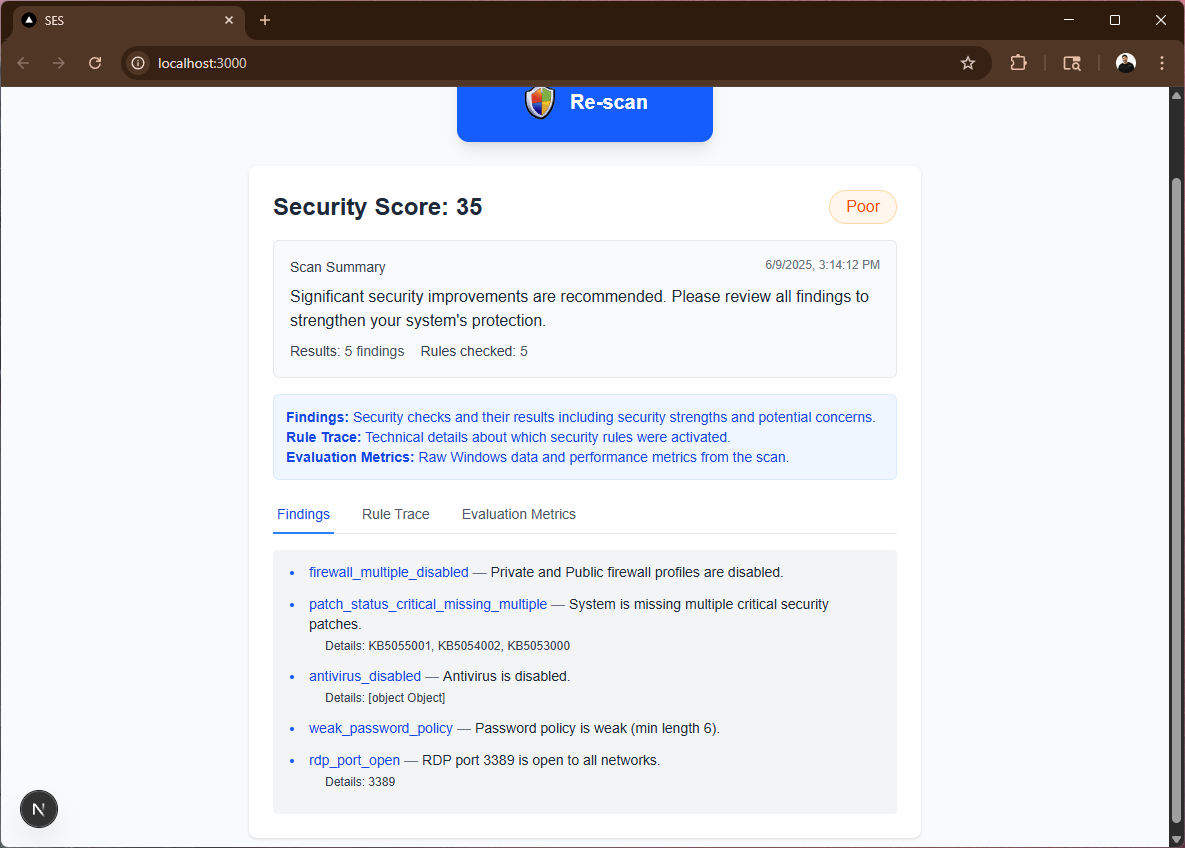 SES
localhost:3000
Re-scan
Security Score: 35
Poor
Scan Summary
6/9/2025, 3:14:12 PM
Significant security improvements are recommended. Please review all findings to
strengthen your system's protection.
Results: 5 findings Rules checked: 5
Findings: Security checks and their results including security strengths and potential concerns.
Rule Trace: Technical details about which security rules were activated.
Evaluation Metrics: Raw Windows data and performance metrics from the scan.
Findings Rule Trace Evaluation Metrics
• firewall_multiple_disabled — Private and Public firewall profiles are disabled.
• patch_status_critical_missing_multiple — System is missing multiple critical security
patches.
Details: KB5055001, KB5054002, KB5053000
• antivirus_disabled — Antivirus is disabled.
Details: [object Object]
• weak_password_policy — Password policy is weak (min length 6).
• rdp_port_open — RDP port 3389 is open to all networks.
Details: 3389
N